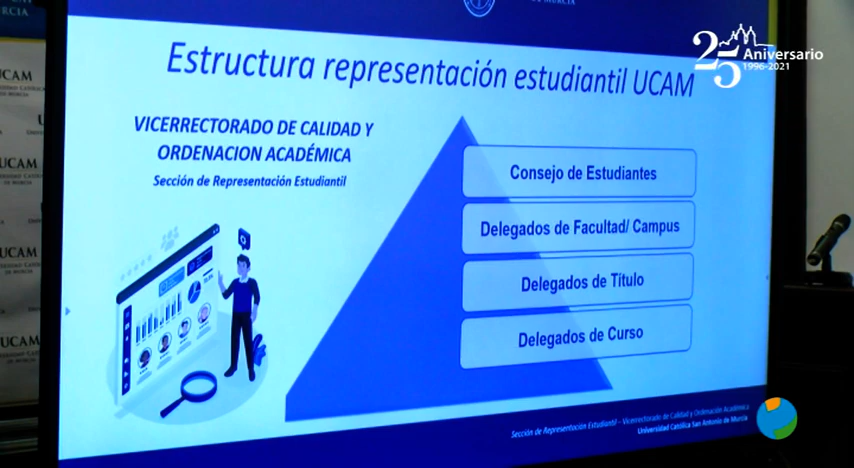 DE MURCIA
25 Aniversario
1996-2021
Estructura representación estudiantil UCAM
VICERRECTORADO DE CALIDAD Y
ORDENACION ACADÉMICA
Sección de Representación Estudiantil
Consejo de Estudiantes
Delegados de Facultad/ Campus
Delegados de Título
Delegados de Curso
Sección de Representación Estudiantil – Vicerrectorado de Calidad y Ordenación Académica
Universidad Católica San Antonio de Murcia
UCAM
UCAM
UCAM
UCAM